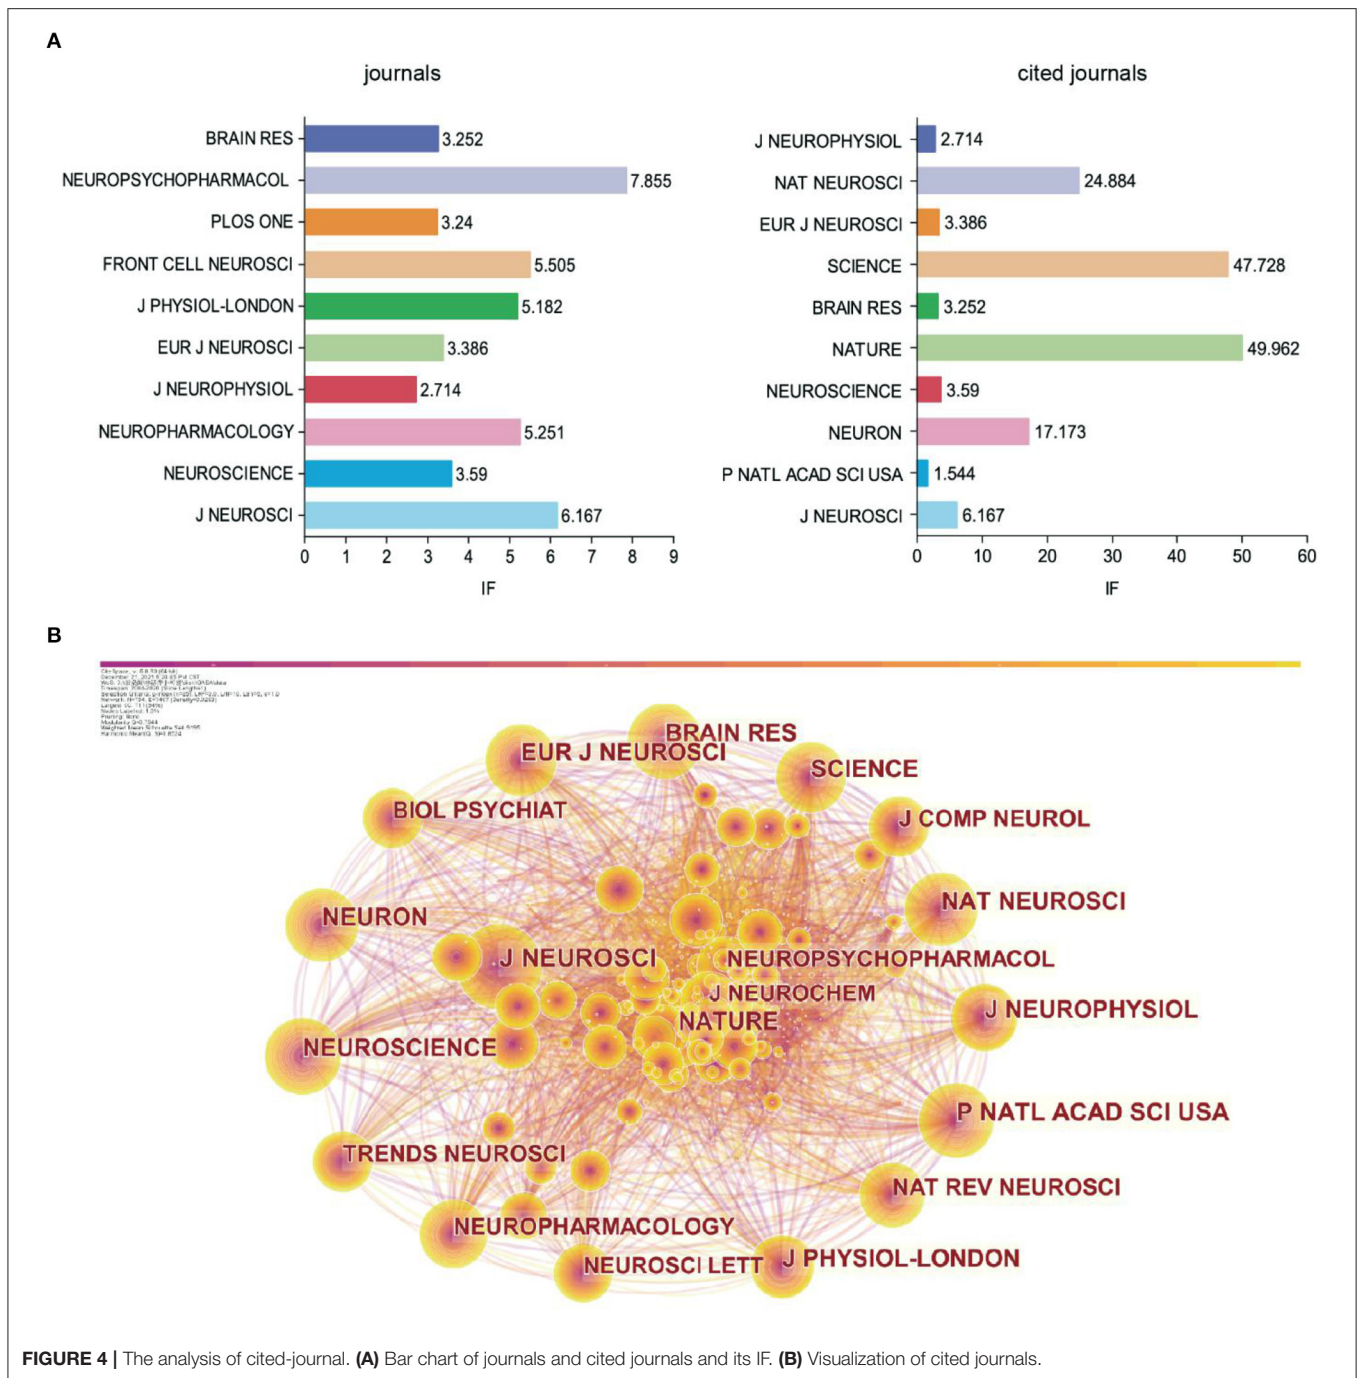 A
journals
cited journals
BRAIN RES
3.252
NEUROPSYCHOPHARMACOL
7.855
PLOS ONE
3.24
FRONT CELL NEUROSCI
5.505
J PHYSIOL-LONDON
5.182
EUR J NEUROSCI
3.386
J NEUROPHYSIOL
2.714
NEUROPHARMACOLOGY
5.251
NEUROSCIENCE
3.59
J NEUROSCI
6.167
0 1 2 3 4 5 6 7 8 9
IF
J NEUROPHYSIOL
2.714
NAT NEUROSCI
24.884
EUR J NEUROSCI
3.386
SCIENCE
47.728
BRAIN RES
3.252
NATURE
49.962
NEUROSCIENCE
3.59
NEURON
17.173
P NATL ACAD SCI USA
1.544
J NEUROSCI
6.167
0 10 20 30 40 50 60
IF
B
BRAIN RES
EUR J NEUROSCI
SCIENCE
BIOL PSYCHIAT
J COMP NEUROL
NAT NEUROSCI
NEURON
J NEUROSCI
NEUROPSYCHOPHARMACOL
J NEUROCHEM
J NEUROPHYSIOL
NATURE
NEUROSCIENCE
P NATL ACAD SCI USA
TRENDS NEUROSCI
NAT REV NEUROSCI
NEUROPHARMACOLOGY
NEUROSCI LETT
J PHYSIOL-LONDON
FIGURE 4 | The analysis of cited-journal. (A) Bar chart of journals and cited journals and its IF. (B) Visualization of cited journals.